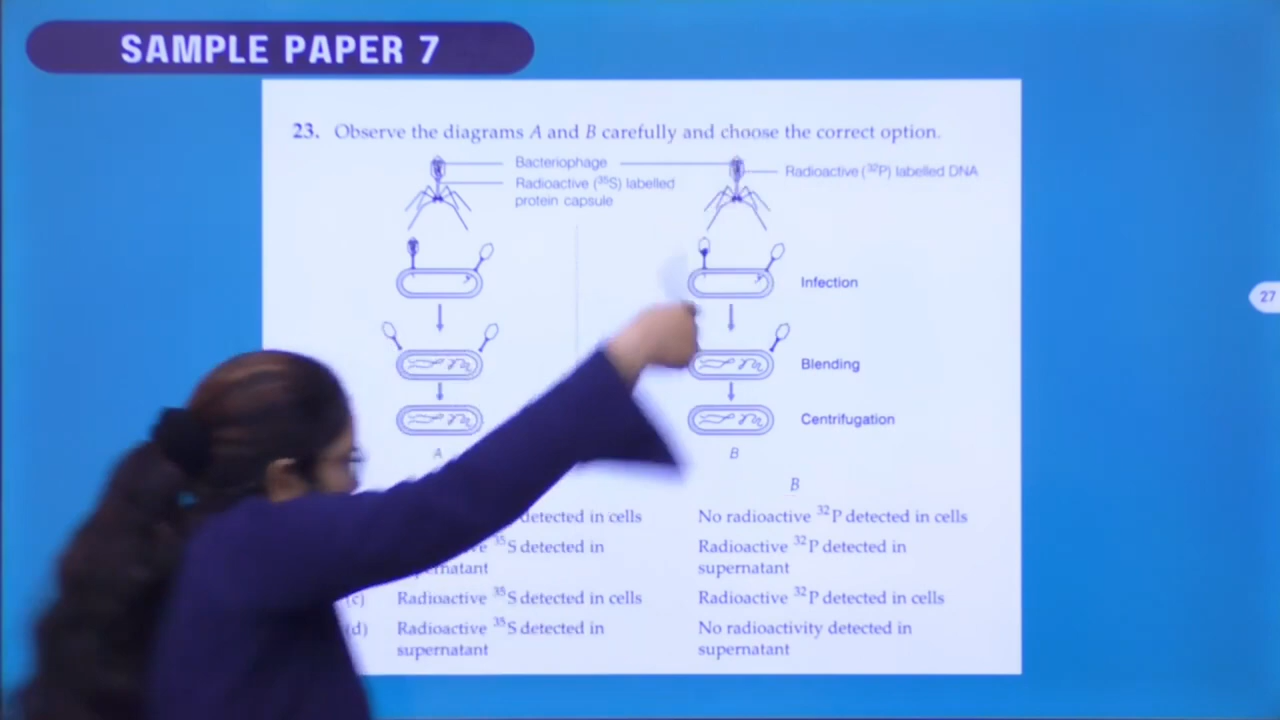 SAMPLE PAPER 7
23. Observe the diagrams A and B carefully and choose the correct option.
Bacteriophage
Radioactive (³⁵S) labelled
protein capsule
Radioactive (³²P) labelled DNA
Infection
Blending
Centrifugation
A
B
B
detected in cells No radioactive ³²P detected in cells
³⁵S detected in Radioactive ³²P detected in
supernatant
(c) Radioactive ³⁵S detected in cells Radioactive ³²P detected in cells
(d) Radioactive ³⁵S detected in No radioactivity detected in
supernatant supernatant
27